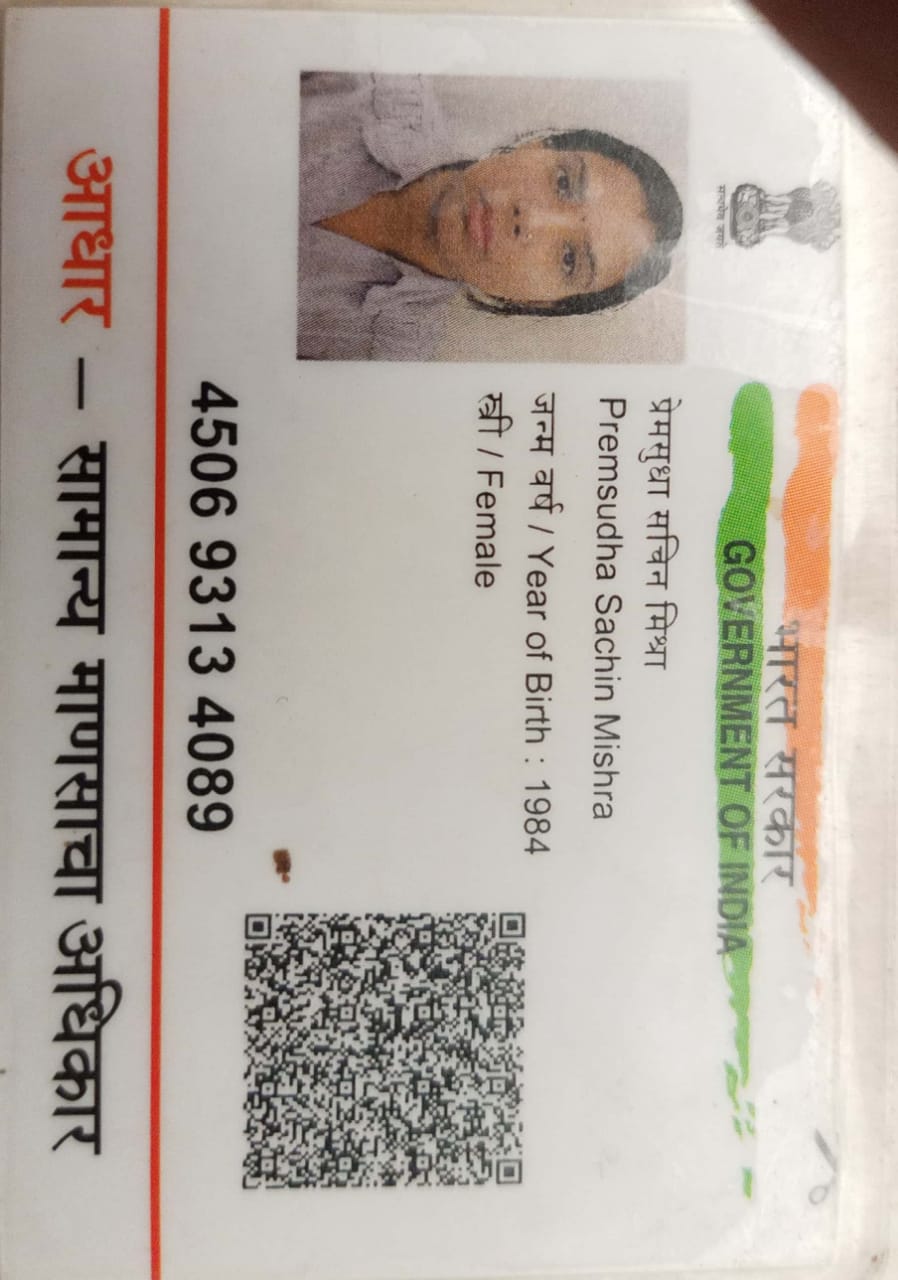 भारत सरकार
GOVERNMENT OF INDIA
सत्यमेव जयते
प्रेमसुधा सचिन मिश्रा
Premsudha Sachin Mishra
जन्म वर्ष / Year of Birth : 1984
स्त्री / Female
4506 9313 4089
आधार – सामान्य माणसाचा अधिकार